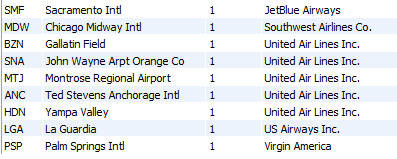 SMF Sacramento Intl 1 JetBlue Airways
MDW Chicago Midway Intl 1 Southwest Airlines Co.
BZN Gallatin Field 1 United Air Lines Inc.
SNA John Wayne Arpt Orange Co 1 United Air Lines Inc.
MTJ Montrose Regional Airport 1 United Air Lines Inc.
ANC Ted Stevens Anchorage Intl 1 United Air Lines Inc.
HDN Yampa Valley 1 United Air Lines Inc.
LGA La Guardia 1 US Airways Inc.
PSP Palm Springs Intl 1 Virgin America